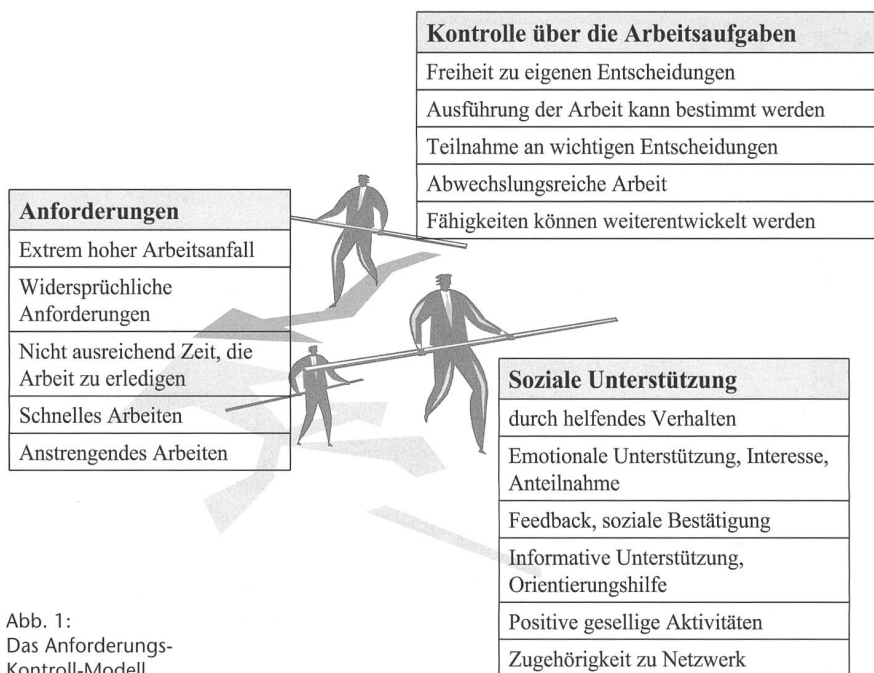 Kontrolle über die Arbeitsaufgaben
Freiheit zu eigenen Entscheidungen
Ausführung der Arbeit kann bestimmt werden
Teilnahme an wichtigen Entscheidungen
Abwechslungsreiche Arbeit
Fähigkeiten können weiterentwickelt werden
Anforderungen
Extrem hoher Arbeitsanfall
Widersprüchliche
Anforderungen
Nicht ausreichend Zeit, die
Arbeit zu erledigen
Schnelles Arbeiten
Anstrengendes Arbeiten
Soziale Unterstützung
durch helfendes Verhalten
Emotionale Unterstützung, Interesse,
Anteilnahme
Feedback, soziale Bestätigung
Informative Unterstützung,
Orientierungshilfe
Positive gesellige Aktivitäten
Zugehörigkeit zu Netzwerk
Abb. 1:
Das Anforderungs-
Kontroll-Modell